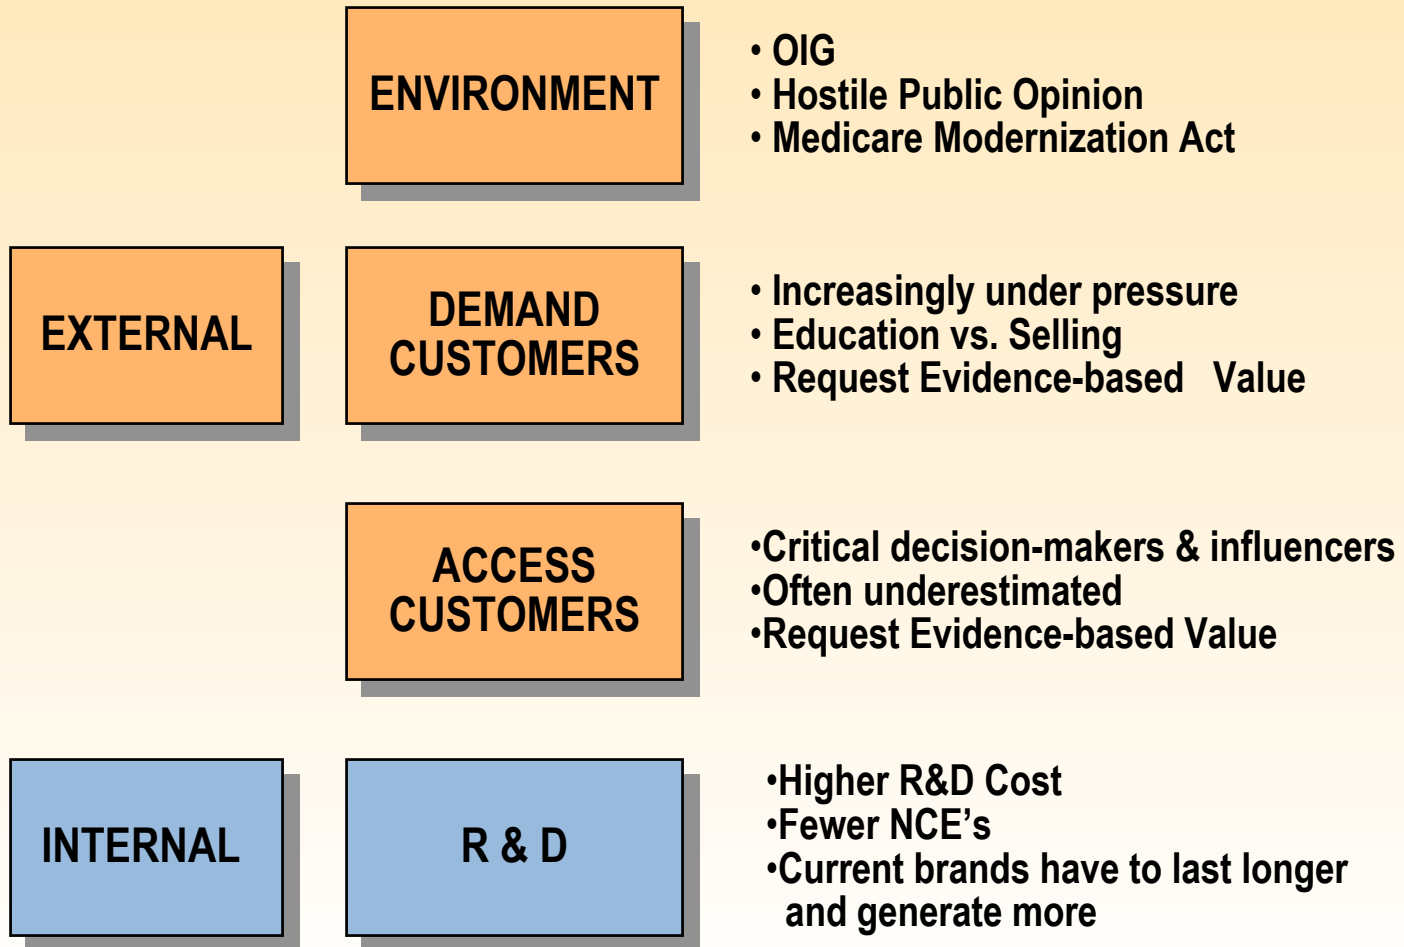 ENVIRONMENT
• OIG
• Hostile Public Opinion
• Medicare Modernization Act
EXTERNAL
DEMAND
CUSTOMERS
• Increasingly under pressure
• Education vs. Selling
• Request Evidence-based Value
ACCESS
CUSTOMERS
•Critical decision-makers & influencers
•Often underestimated
•Request Evidence-based Value
INTERNAL
R & D
•Higher R&D Cost
•Fewer NCE’s
•Current brands have to last longer
and generate more